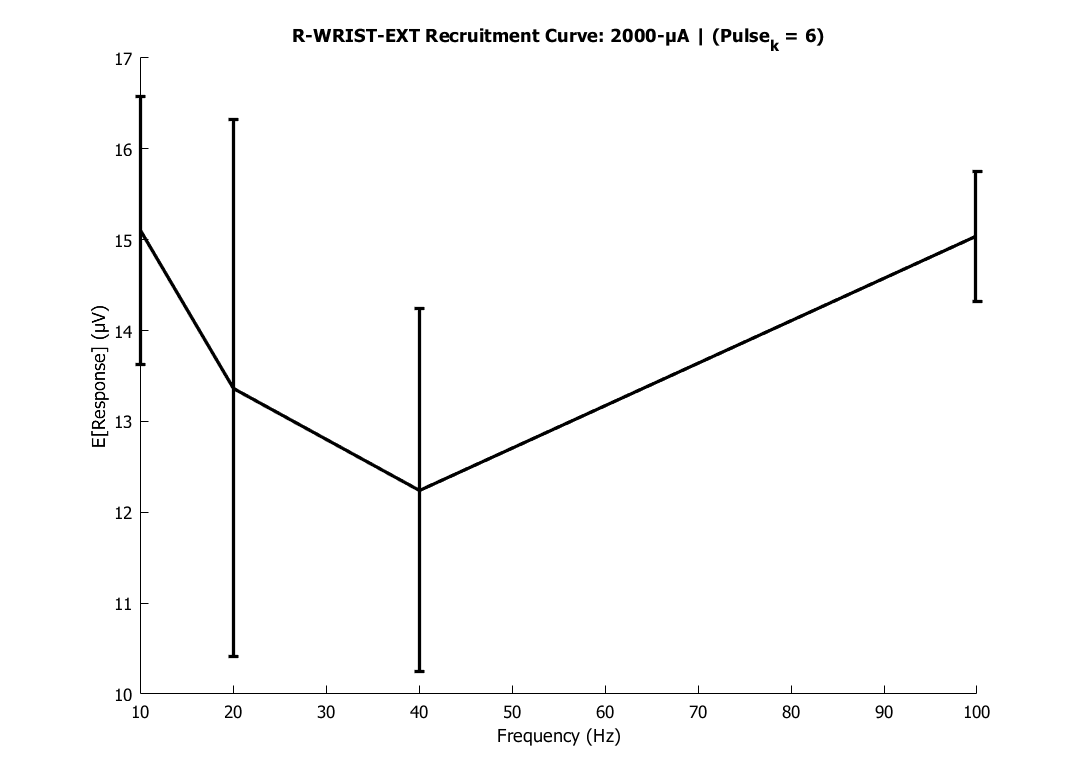 R-WRIST-EXT Recruitment Curve: 2000-µA | (Pulse_k = 6)
17
16
15
14
13
12
11
10
E[Response] (µV)
10 20 30 40 50 60 70 80 90 100
Frequency (Hz)